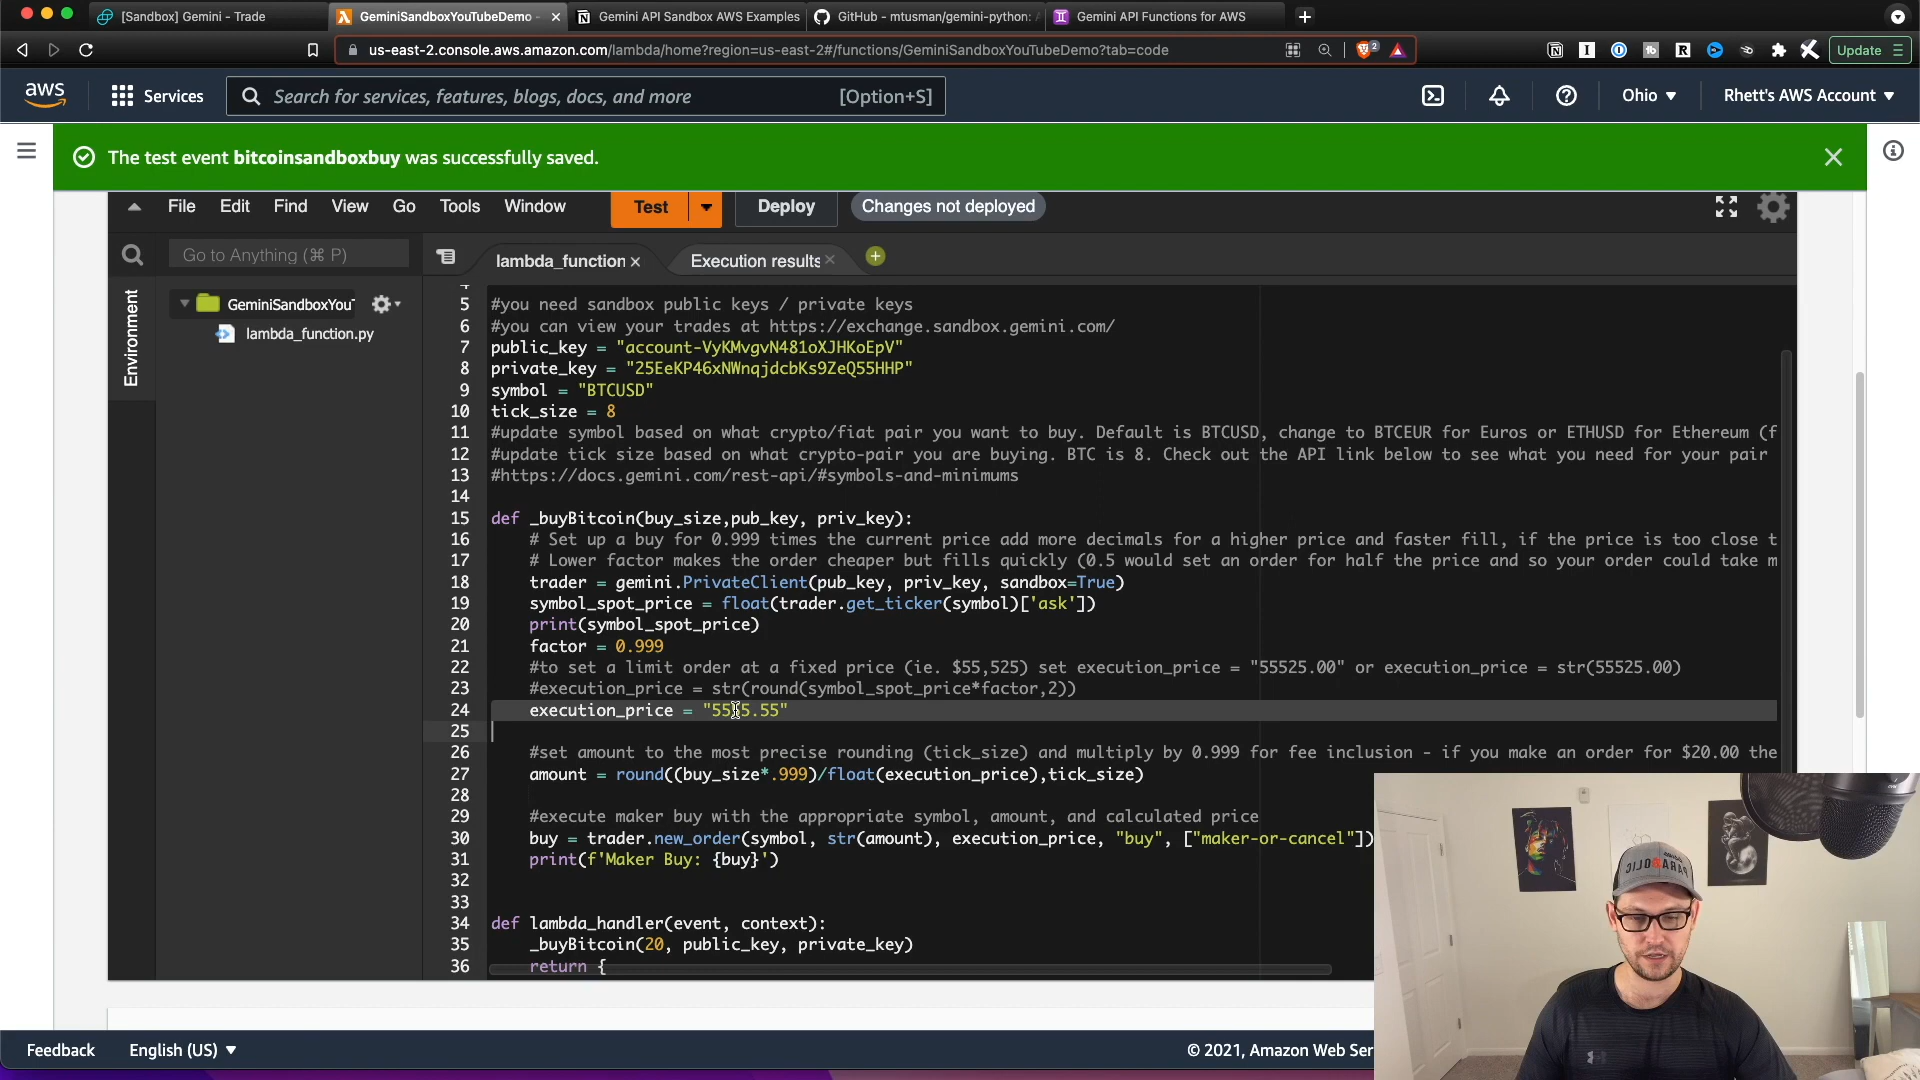 [Sandbox] Gemini - Trade
GeminiSandboxYouTubeDemo -
Gemini API Sandbox AWS Examples
GitHub - mtusman/gemini-python:
Gemini API Functions for AWS
us-east-2.console.aws.amazon.com/lambda/home?region=us-east-2#/functions/GeminiSandboxYouTubeDemo?tab=code
Update
aws
Services
Search for services, features, blogs, docs, and more
[Option+S]
Ohio
Rhett's AWS Account
The test event bitcoinsandboxbuy was successfully saved.
File Edit Find View Go Tools Window
Test
Deploy
Changes not deployed
Go to Anything (⌘ P)
lambda_function
Execution results
Environment
GeminiSandboxYou
lambda_function.py
5 #you need sandbox public keys / private keys
6 #you can view your trades at https://exchange.sandbox.gemini.com/
7 public_key = "account-VyKMvgvN481oXJHKoEpV"
8 private_key = "25EeKP46xNWnqjdcbKs9ZeQ55HHP"
9 symbol = "BTCUSD"
10 tick_size = 8
11 #update symbol based on what crypto/fiat pair you want to buy. Default is BTCUSD, change to BTCEUR for Euros or ETHUSD for Ethereum (f
12 #update tick size based on what crypto-pair you are buying. BTC is 8. Check out the API link below to see what you need for your pair
13 #https://docs.gemini.com/rest-api/#symbols-and-minimums
14
15 def _buyBitcoin(buy_size,pub_key, priv_key):
16 # Set up a buy for 0.999 times the current price add more decimals for a higher price and faster fill, if the price is too close t
17 # Lower factor makes the order cheaper but fills quickly (0.5 would set an order for half the price and so your order could take m
18 trader = gemini.PrivateClient(pub_key, priv_key, sandbox=True)
19 symbol_spot_price = float(trader.get_ticker(symbol)['ask'])
20 print(symbol_spot_price)
21 factor = 0.999
22 #to set a limit order at a fixed price (ie. $55,525) set execution_price = "55525.00" or execution_price = str(55525.00)
23 #execution_price = str(round(symbol_spot_price*factor,2))
24 execution_price =
25
26 #set amount to the most precise rounding (tick_size) and multiply by 0.999 for fee inclusion - if you make an order for $20.00 the
27 amount = round((buy_size*.999)/float(execution_price),tick_size)
28
29 #execute maker buy with the appropriate symbol, amount, and calculated price
30 buy = trader.new_order(symbol, str(amount), execution_price, "buy", ["maker-or-cancel"])
31 print(f'Maker Buy: {buy}')
32
33
34 def lambda_handler(event, context):
35 _buyBitcoin(20, public_key, private_key)
36 return {
Feedback
English (US)
© 2021, Amazon Web Ser